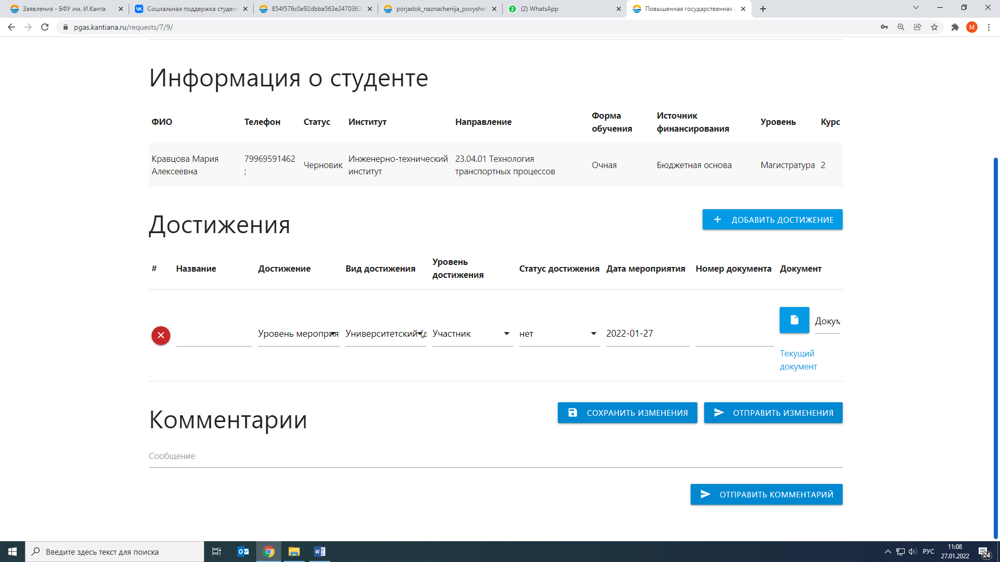 Заявления - БФУ им. И.Канта
Социальная поддержка студент
854f576c0e92dbba563e2470363
porjadok_naznachenija_povysher
(2) WhatsApp
Повышенная государственная а
pgas.kantiana.ru/requests/7/9/
M
Информация о студенте
ФИО Телефон Статус Институт Направление Форма обучения Источник финансирования Уровень Курс
Кравцова Мария Алексеевна 79969591462 ; Черновик Инженерно-технический институт 23.04.01 Технология транспортных процессов Очная Бюджетная основа Магистратура 2
Достижения
ДОБАВИТЬ ДОСТИЖЕНИЕ
# Название Достижение Вид достижения Уровень достижения Статус достижения Дата мероприятия Номер документа Документ
Уровень мероприят Университетский (д Участник нет 2022-01-27 Докум
Текущий
документ
Комментарии
СОХРАНИТЬ ИЗМЕНЕНИЯ
ОТПРАВИТЬ ИЗМЕНЕНИЯ
Сообщение
ОТПРАВИТЬ КОММЕНТАРИЙ
Введите здесь текст для поиска
РУС
11:08
27.01.2022
24